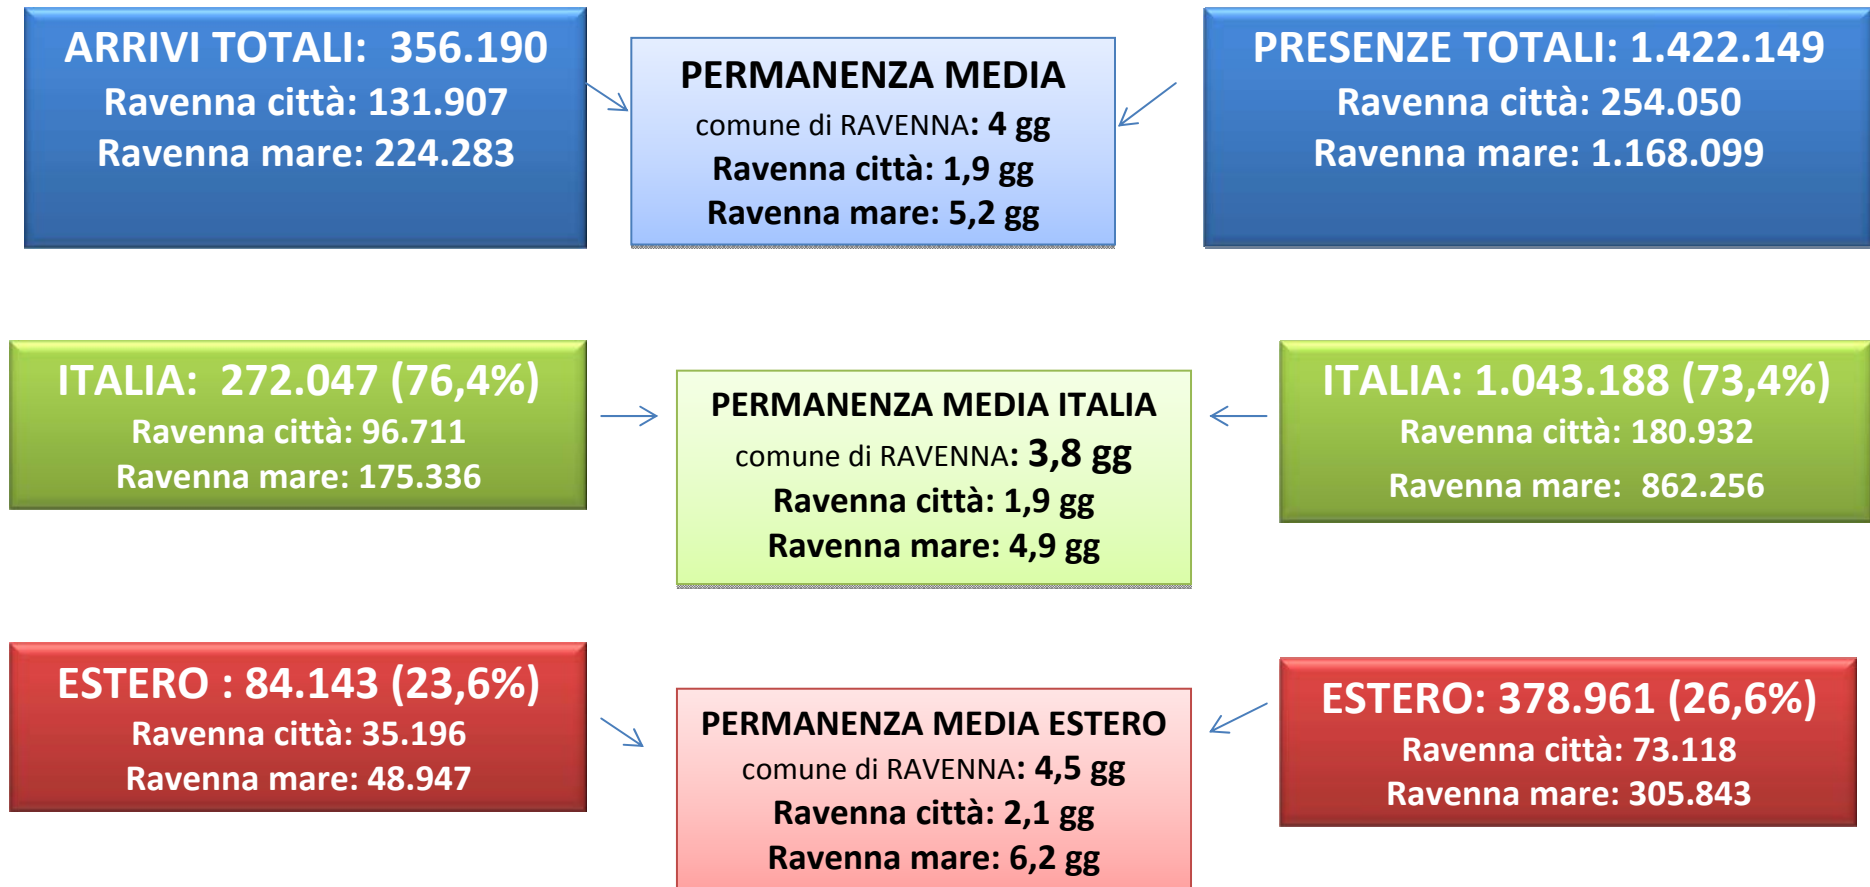 ARRIVI TOTALI: 356.190
Ravenna città: 131.907
Ravenna mare: 224.283
PERMANENZA MEDIA
comune di RAVENNA: 4 gg
Ravenna città: 1,9 gg
Ravenna mare: 5,2 gg
PRESENZE TOTALI: 1.422.149
Ravenna città: 254.050
Ravenna mare: 1.168.099
ITALIA: 272.047 (76,4%)
Ravenna città: 96.711
Ravenna mare: 175.336
PERMANENZA MEDIA ITALIA
comune di RAVENNA: 3,8 gg
Ravenna città: 1,9 gg
Ravenna mare: 4,9 gg
ITALIA: 1.043.188 (73,4%)
Ravenna città: 180.932
Ravenna mare: 862.256
ESTERO : 84.143 (23,6%)
Ravenna città: 35.196
Ravenna mare: 48.947
PERMANENZA MEDIA ESTERO
comune di RAVENNA: 4,5 gg
Ravenna città: 2,1 gg
Ravenna mare: 6,2 gg
ESTERO: 378.961 (26,6%)
Ravenna città: 73.118
Ravenna mare: 305.843